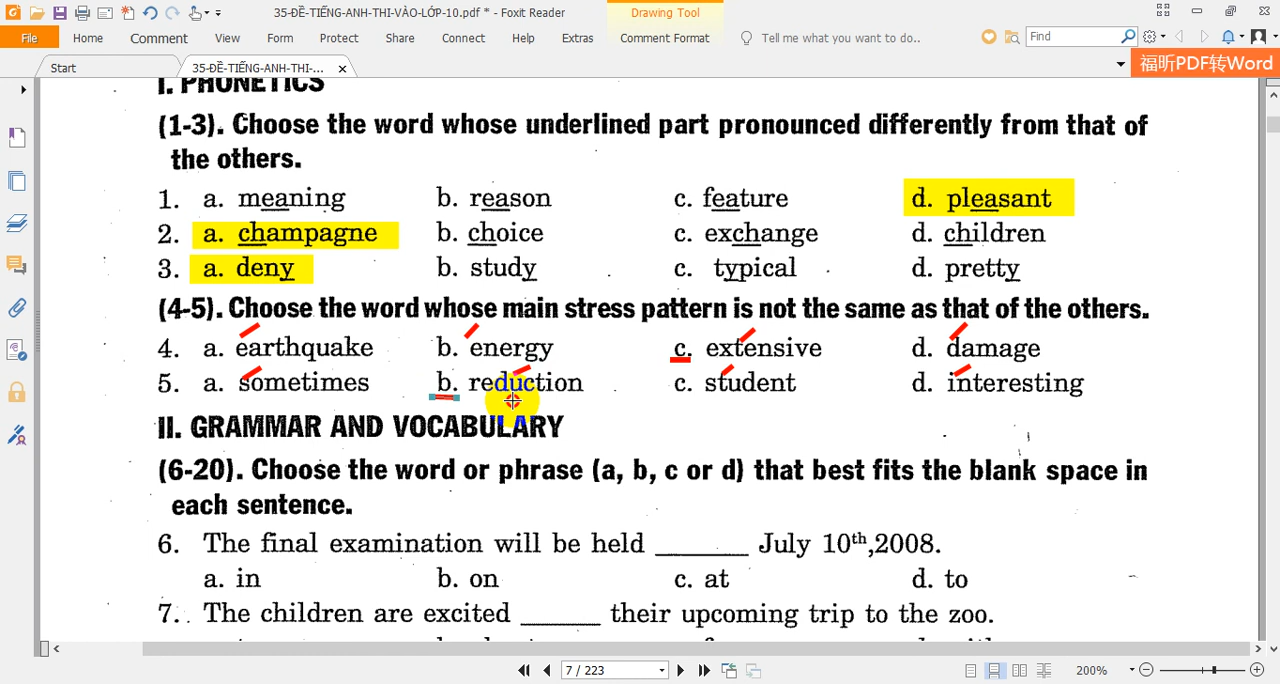 35-ĐỀ-TIẾNG-ANH-THI-VÀO-LỚP-10.pdf * - Foxit Reader
Drawing Tool
File Home Comment View Form Protect Share Connect Help Extras Comment Format Tell me what you want to do.. Find
Start 35-ĐỀ-TIẾNG-ANH-THI-... 福昕PDF转Word
I. PHONETICS
(1-3). Choose the word whose underlined part pronounced differently from that of
the others.
1. a. meaning b. reason c. feature d. pleasant
2. a. champagne b. choice c. exchange d. children
3. a. deny b. study c. typical d. pretty
(4-5). Choose the word whose main stress pattern is not the same as that of the others.
4. a. earthquake b. energy c. extensive d. damage
5. a. sometimes b. reduction c. student d. interesting
II. GRAMMAR AND VOCABULARY
(6-20). Choose the word or phrase (a, b, c or d) that best fits the blank space in
each sentence.
6. The final examination will be held ________ July 10th,2008.
a. in b. on c. at d. to
7. The children are excited ________ their upcoming trip to the zoo.
7 / 223 200%